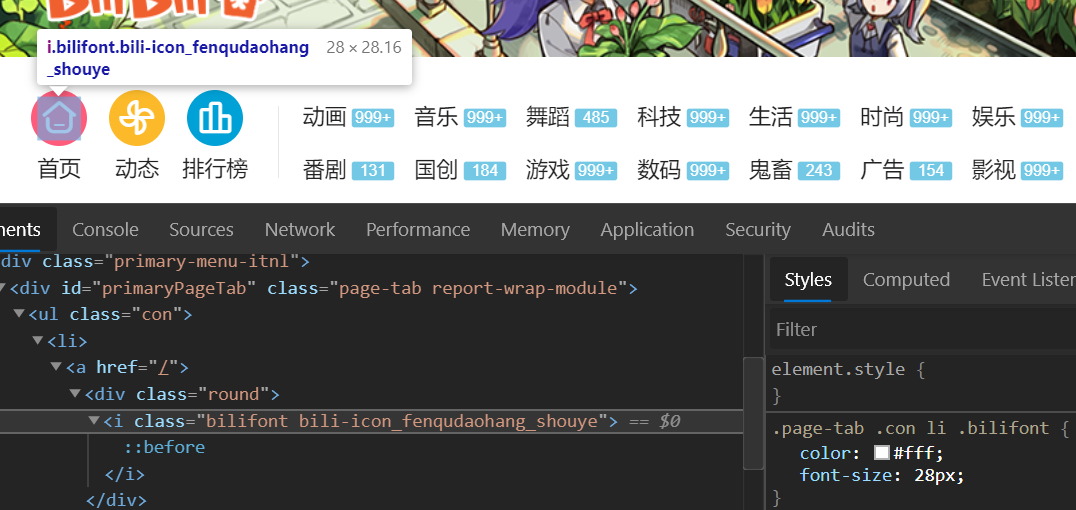 i.bilifont.bili-icon_fenqudaohang 28 × 28.16
_shouye
动画 999+ 音乐 999+ 舞蹈 485 科技 999+ 生活 999+ 时尚 999+ 娱乐 999+
首页 动态 排行榜 番剧 131 国创 184 游戏 999+ 数码 999+ 鬼畜 243 广告 154 影视 999+
ments Console Sources Network Performance Memory Application Security Audits
div class="primary-menu-itnl">
▼<div id="primaryPageTab" class="page-tab report-wrap-module">
▼<ul class="con">
▼<li>
▼<a href="/">
▼<div class="round">
▼<i class="bilifont bili-icon_fenqudaohang_shouye"> == $0
::before
</i>
</div>
Styles Computed Event Listen
Filter
element.style {
}
.page-tab .con li .bilifont {
color: #fff;
font-size: 28px;
}